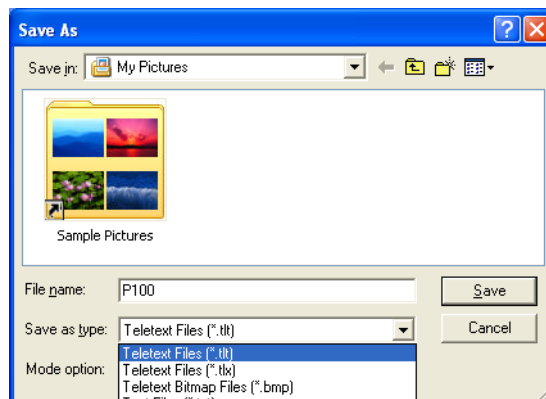 Save As
Save in: My Pictures
Sample Pictures
File name: P100 Save
Save as type: Teletext Files (*.tlt) Cancel
Teletext Files (*.tlt)
Mode option: Teletext Files (*.tlx)
Teletext Bitmap Files (*.bmp)